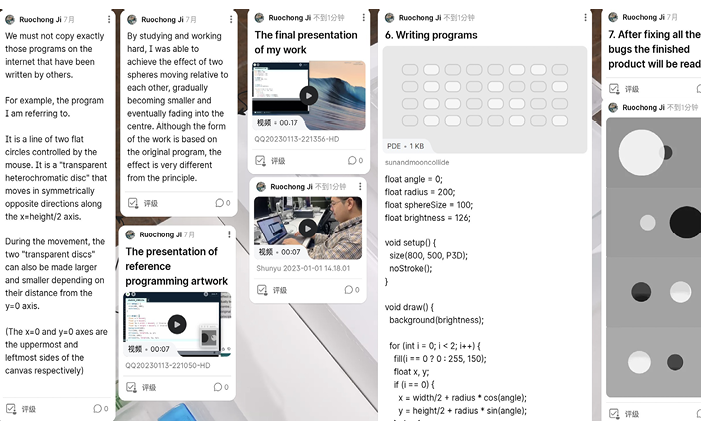 Ruochong Ji 7月
We must not copy exactly
those programs on the
internet that have been
written by others.
For example, the program
I am referring to.
It is a line of two flat
circles controlled by the
mouse. It is a "transparent
heterochromatic disc" that
moves in symmetrically
opposite directions along
the x=height/2 axis.
During the movement, the
two "transparent discs"
can also be made larger
and smaller depending on
their distance from the
y=0 axis.
(The x=0 and y=0 axes are
the uppermost and
leftmost sides of the
canvas respectively)
评级 0
Ruochong Ji 7月
By studying and working
hard, I was able to
achieve the effect of two
spheres moving relative to
each other, gradually
becoming smaller and
eventually fading into the
centre. Although the form
of the work is based on
the original program, the
effect is very different
from the principle.
评级 0
Ruochong Ji 不到1分钟
The presentation of
reference
programming artwork
视频 • 00:07
QQ20230113-221050-HD
评级 0
Ruochong Ji 不到1分钟
The final presentation
of my work
视频 • 00:17
QQ20230113-221356-HD
评级 0
Ruochong Ji 不到1分钟
视频 • 00:07
Shunyu 2023-01-01 14.18.01
评级 0
Ruochong Ji 不到1分钟
6. Writing programs
PDE • 1 KB
sunandmooncollide
float angle = 0;
float radius = 200;
float sphereSize = 100;
float brightness = 126;
void setup() {
size(800, 500, P3D);
noStroke();
}
void draw() {
background(brightness);
for (int i = 0; i < 2; i++) {
fill(i == 0 ? 0 : 255, 150);
float x, y;
if (i == 0) {
x = width/2 + radius * cos(angle);
y = height/2 + radius * sin(angle);
Ruochong Ji 7月
7. After fixing all the
bugs the finished
product will be read
评级
Ruochong Ji 不到1分钟
评级